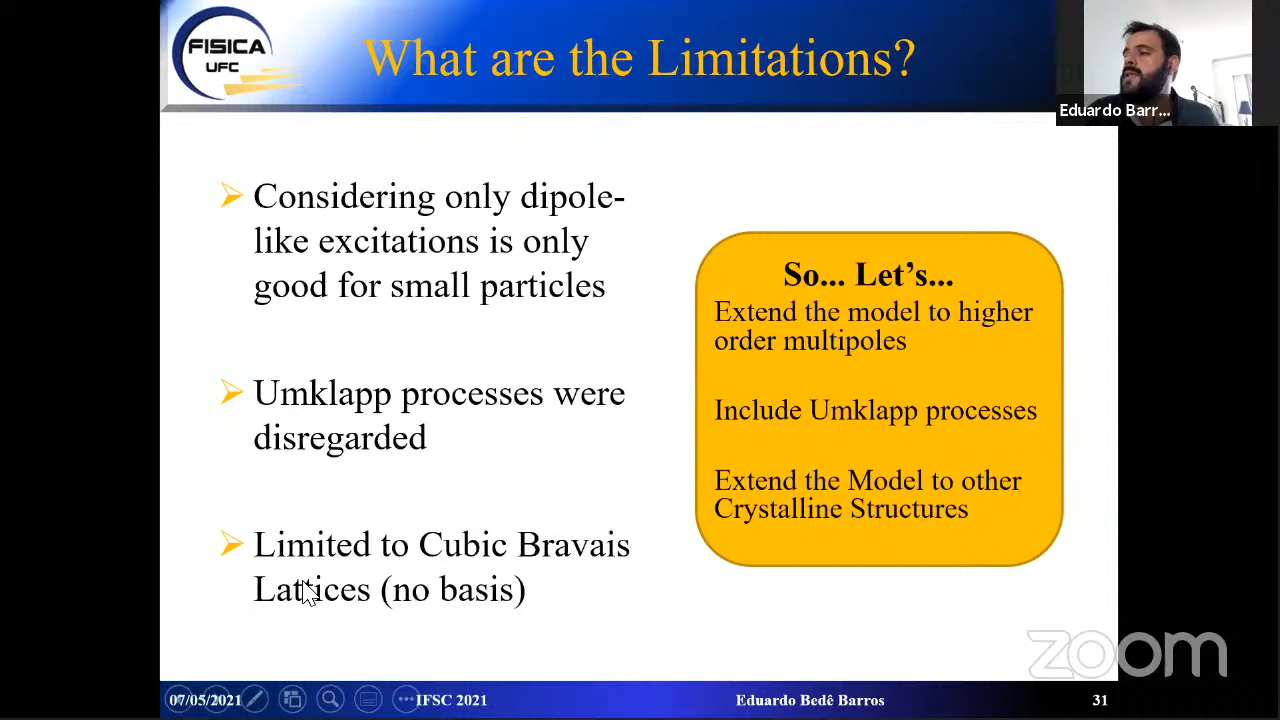 FISICA
UFC
What are the Limitations?
Eduardo Barr...
Considering only dipole-
like excitations is only
good for small particles
Umklapp processes were
disregarded
Limited to Cubic Bravais
Lattices (no basis)
So... Let’s...
Extend the model to higher
order multipoles
Include Umklapp processes
Extend the Model to other
Crystalline Structures
zoom
07/05/2021
IFSC 2021
Eduardo Bedê Barros
31